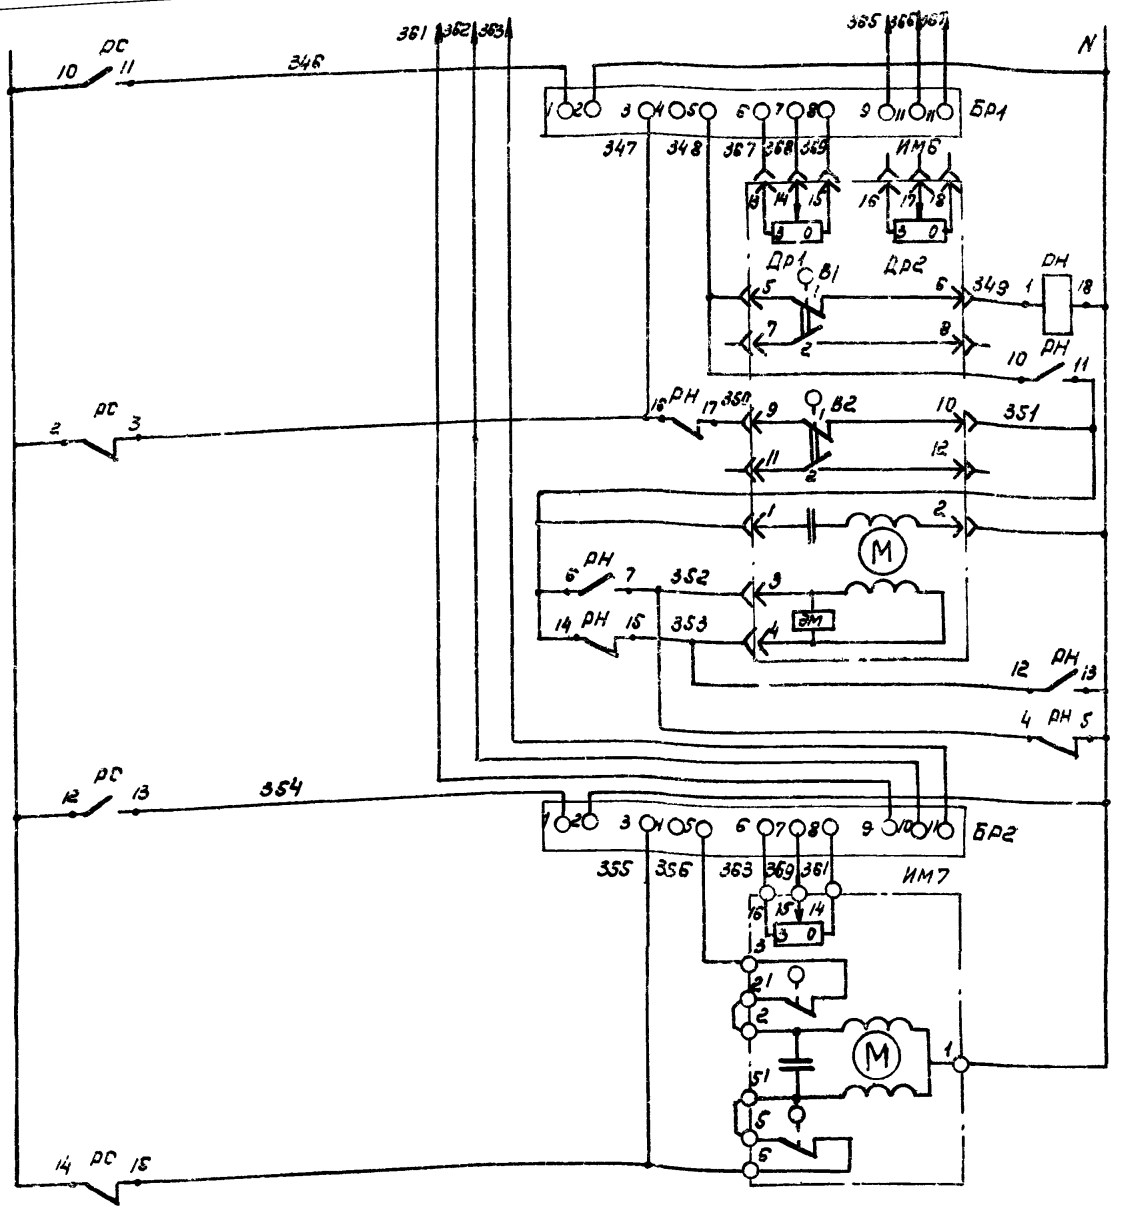 361 362 363
365 366 367
N
РС
10 11
346
1 2 3 4 5 6 7 8 9 11 11
БР1
347 348 367 368 369
ИМ6
13 14 15 16 17 18
З О З О
Др1 Др2
В1
5 1 6 349 1 РН 18
7 2 8
РН
10 11
РС
2 3
РН
16 17 350 9 1 В2 10 351
11 2 12
1 2
М
РН
6 7 352 3
ЭМ
РН
14 15 353 4
РН
12 13
РН
4 5
РС
12 13
354
1 2 3 4 5 6 7 8 9 10 11
БР2
355 356 363 369 361
ИМ7
16 15 14
З О
3
21
2
М
1
51
5
6
РС
14 15